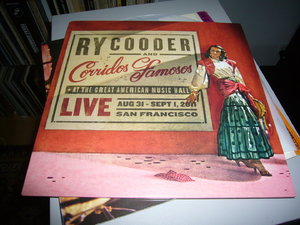 RY COODER
AND
Corridos Famosos
AT THE GREAT AMERICAN MUSIC HALL
LIVE
AUG 31 - SEPT 1, 2011
SAN FRANCISCO